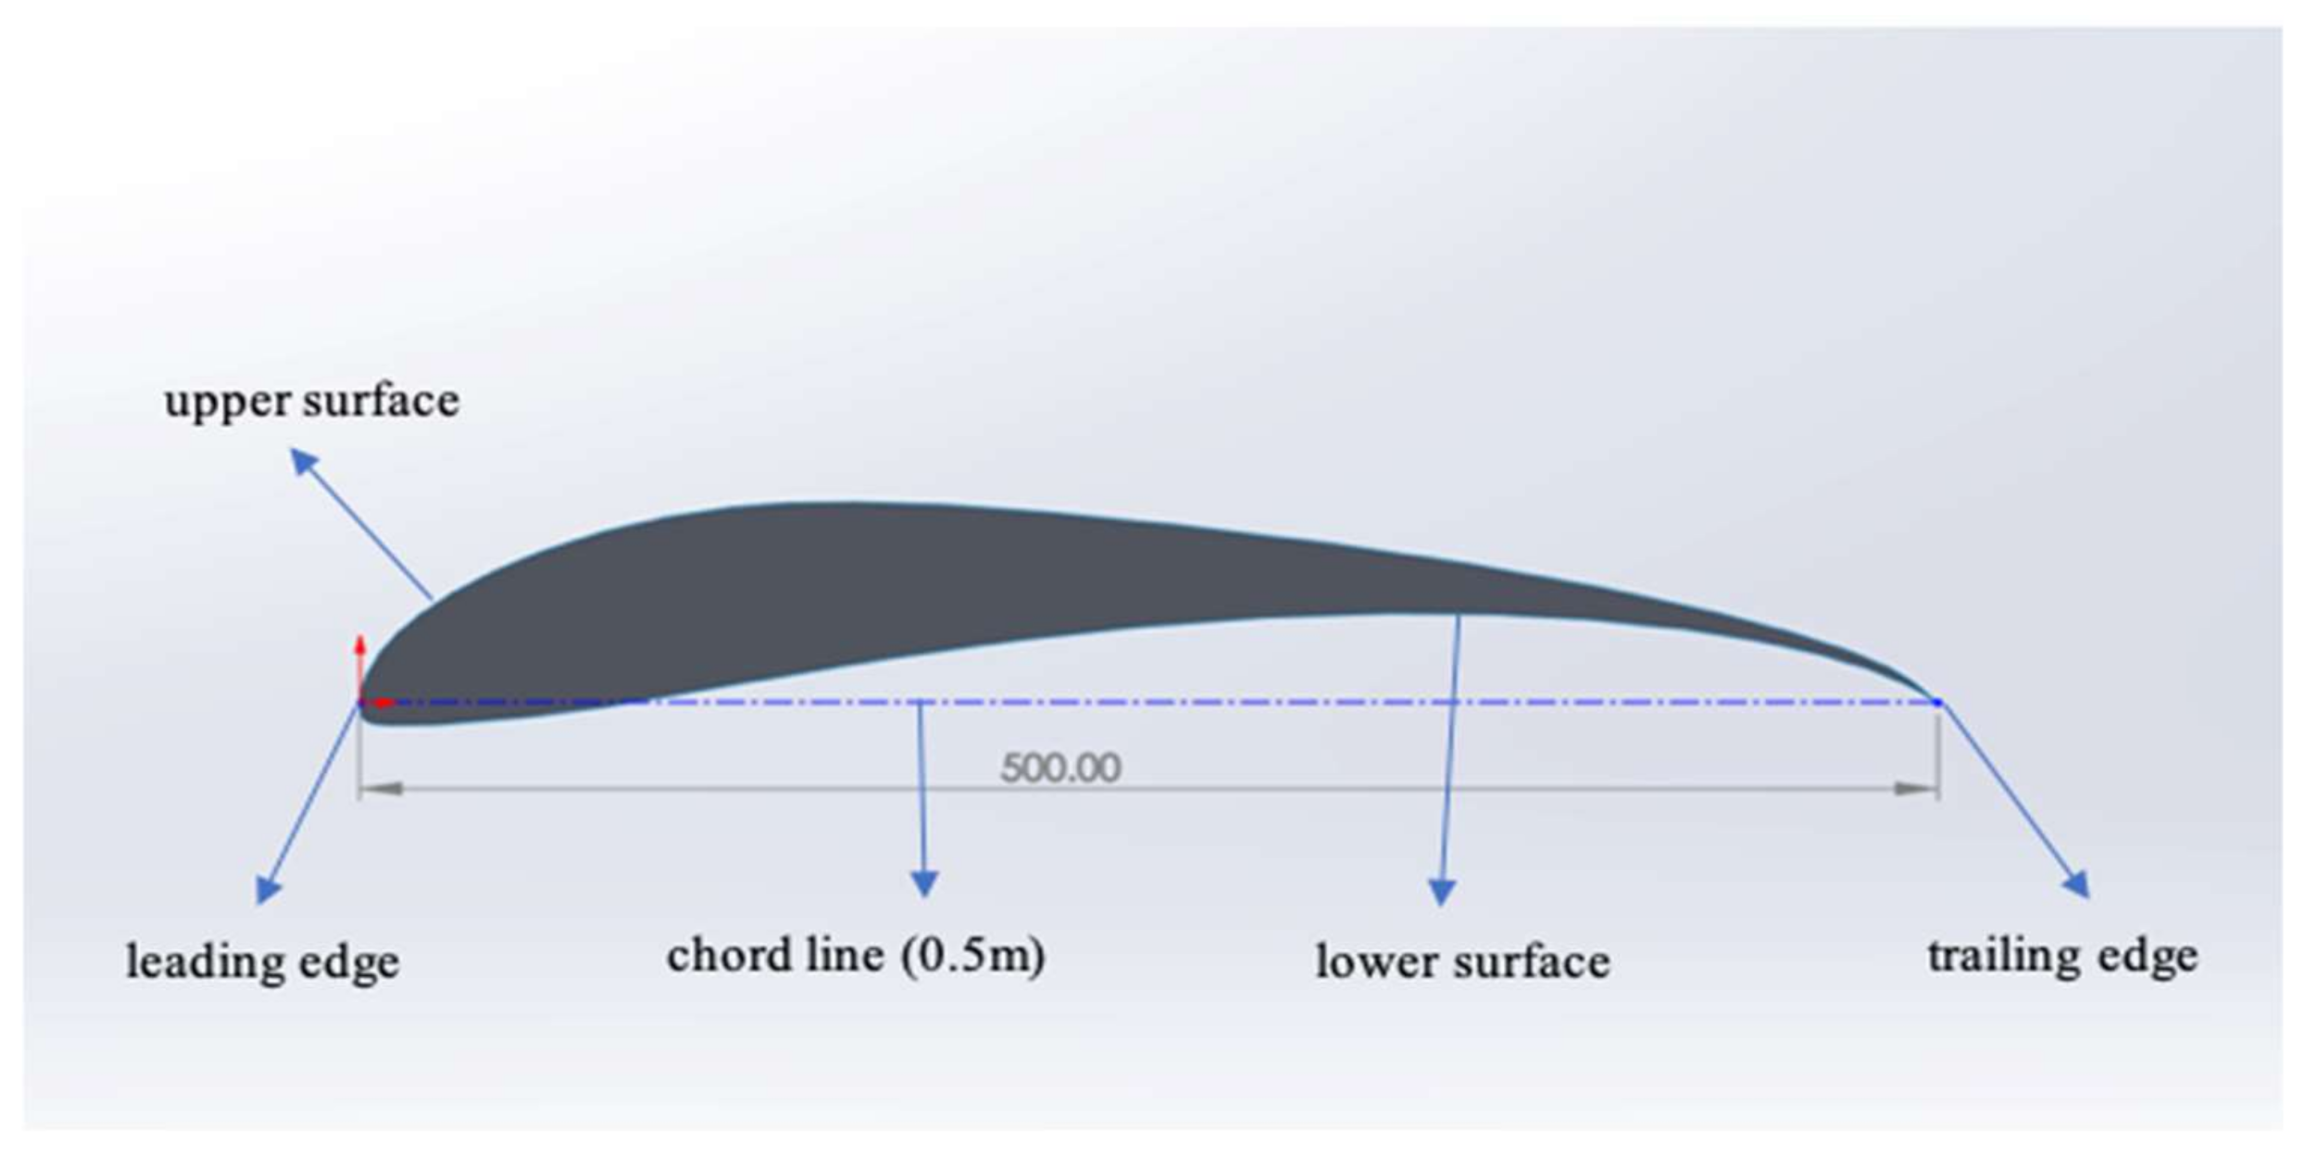 upper surface
500.00
leading edge
chord line (0.5m)
lower surface
trailing edge